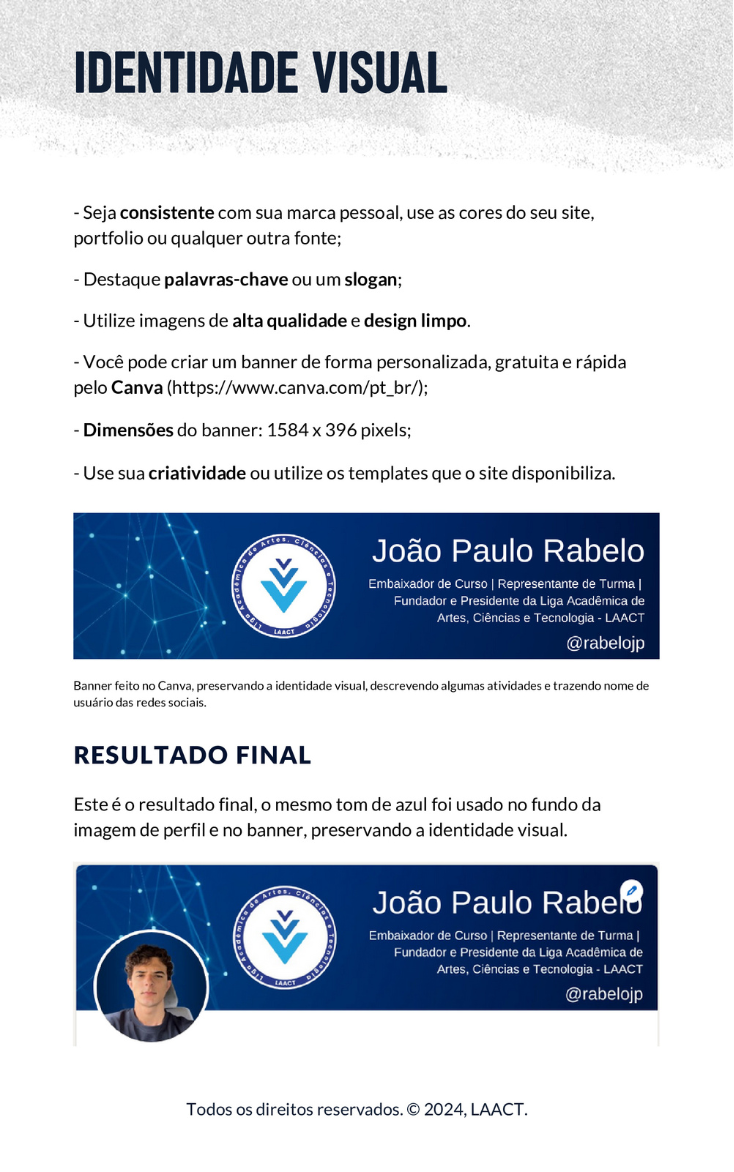 IDENTIDADE VISUAL
- Seja consistente com sua marca pessoal, use as cores do seu site,
portfolio ou qualquer outra fonte;
- Destaque palavras-chave ou um slogan;
- Utilize imagens de alta qualidade e design limpo.
- Você pode criar um banner de forma personalizada, gratuita e rápida
pelo Canva (https://www.canva.com/pt_br/);
- Dimensões do banner: 1584 x 396 pixels;
- Use sua criatividade ou utilize os templates que o site disponibiliza.
Liga Acadêmica de Artes, Ciências e Tecnologia
LAACT
João Paulo Rabelo
Embaixador de Curso | Representante de Turma |
Fundador e Presidente da Liga Acadêmica de
Artes, Ciências e Tecnologia - LAACT
@rabelojp
Banner feito no Canva, preservando a identidade visual, descrevendo algumas atividades e trazendo nome de
usuário das redes sociais.
RESULTADO FINAL
Este é o resultado final, o mesmo tom de azul foi usado no fundo da
imagem de perfil e no banner, preservando a identidade visual.
Liga Acadêmica de Artes, Ciências e Tecnologia
LAACT
João Paulo Rabelo
Embaixador de Curso | Representante de Turma |
Fundador e Presidente da Liga Acadêmica de
Artes, Ciências e Tecnologia - LAACT
@rabelojp
Todos os direitos reservados. © 2024, LAACT.